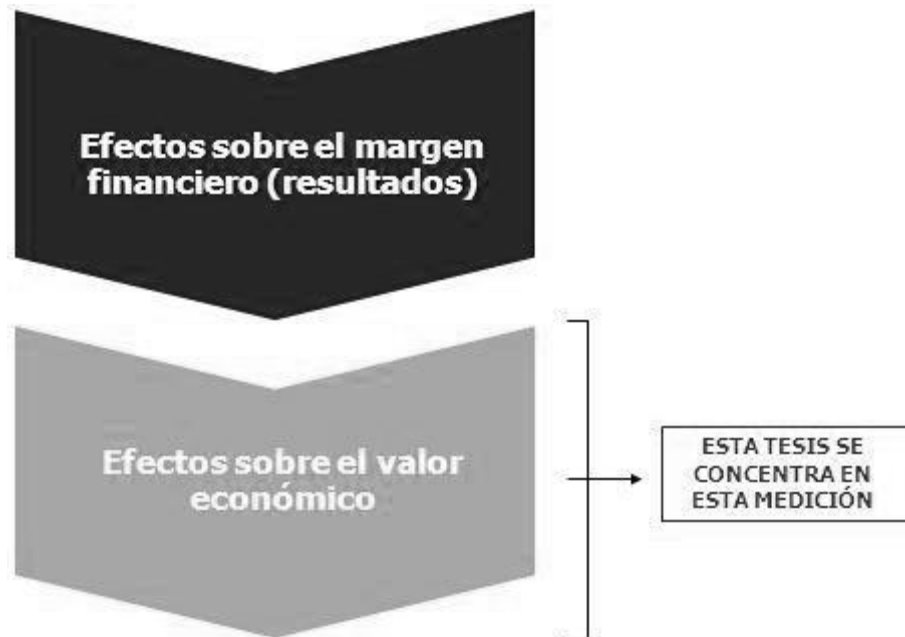 Efectos sobre el margen
financiero (resultados)
Efectos sobre el valor
económico
ESTA TESIS SE
CONCENTRA EN
ESTA MEDICIÓN